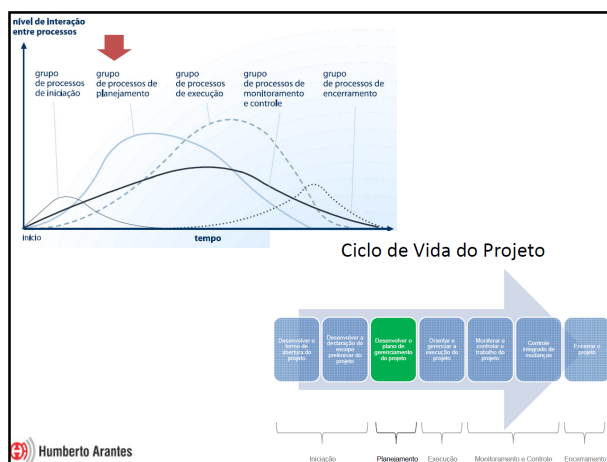 nível de interação
entre processos
grupo
de processos
de iniciação
grupo
de processos de
planejamento
grupo
de processos
de execução
grupo
de processos de
monitoramento
e controle
grupo
de processos de
encerramento
início
tempo
Ciclo de Vida do Projeto
Desenvolver o
termo de
abertura do
projeto
Desenvolver a
declaração de
escopo
preliminar do
projeto
Desenvolver o
plano de
gerenciamento
do projeto
Orientar e
gerenciar a
execução do
projeto
Monitorar e
controlar o
trabalho do
projeto
Controle
integrado de
mudanças
Encerrar o
projeto
Iniciação
Planejamento
Execução
Monitoramento e Controle
Encerramento
Humberto Arantes